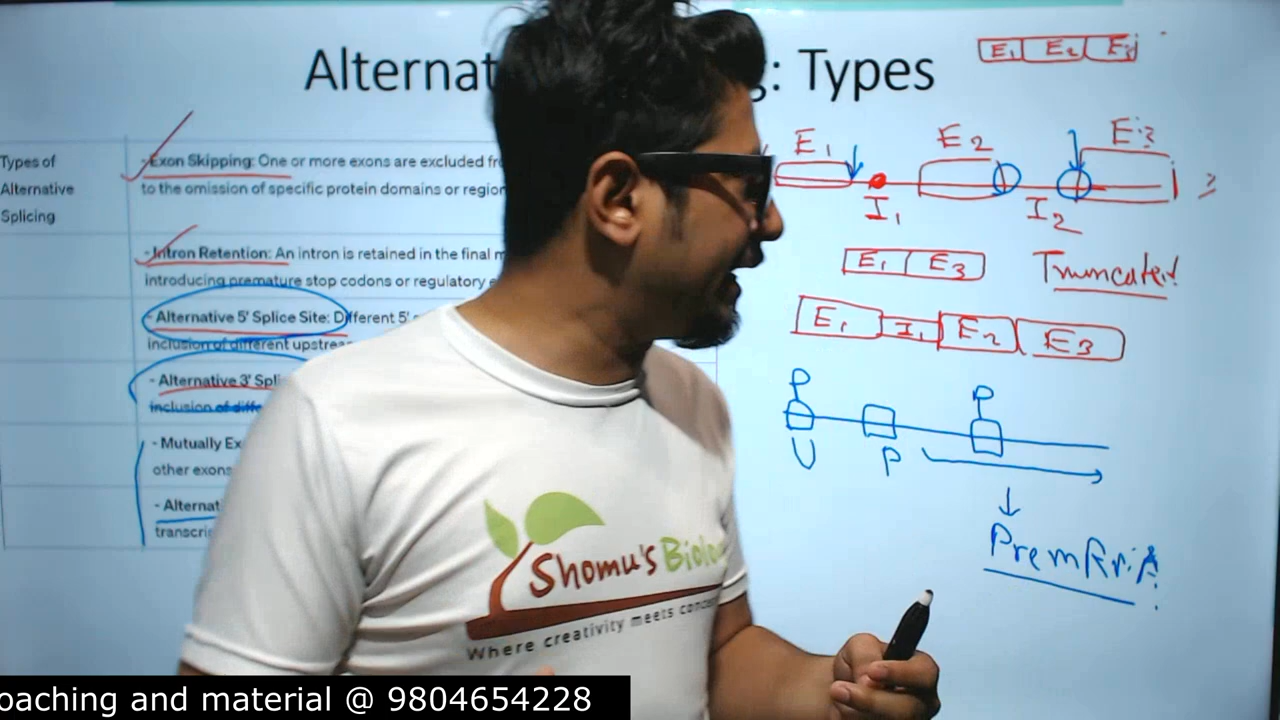 Alternat g: Types
E1 E2 E3
Types of
Alternative
Splicing
- Exon Skipping: One or more exons are excluded fr
to the omission of specific protein domains or region
- Intron Retention: An intron is retained in the final m
introducing premature stop codons or regulatory e
- Alternative 5' Splice Site: Different 5'
inclusion of different upstrea
- Alternative 3' Spli
inclusion of diffe
- Mutually Ex
other exons
- Alternat
transcri
E1 E2 E3
I1 I2
E1 E3 Truncated
E1 I1 E2 E3
P P
U P
PremRNA
Shomu's Biolo
Where creativity meets conce
oaching and material @ 9804654228